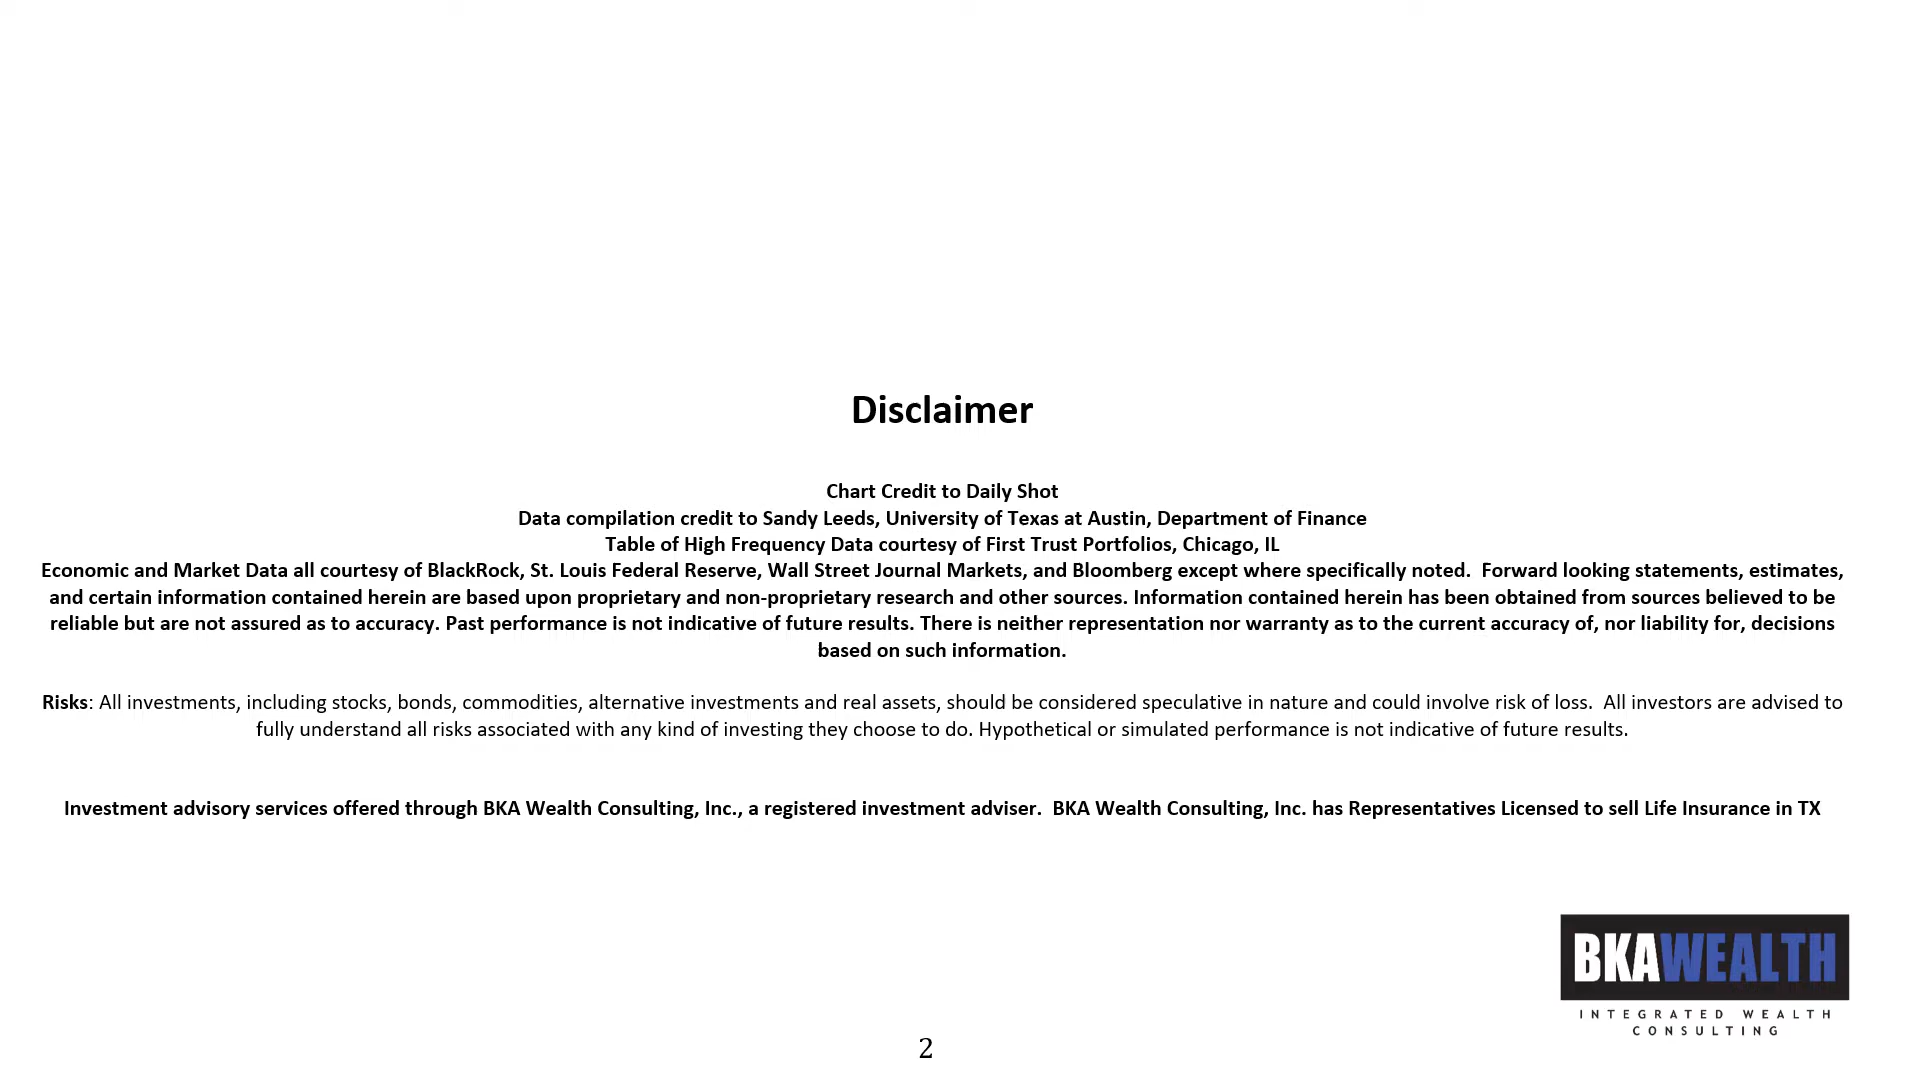 Disclaimer
Chart Credit to Daily Shot
Data compilation credit to Sandy Leeds, University of Texas at Austin, Department of Finance
Table of High Frequency Data courtesy of First Trust Portfolios, Chicago, IL
Economic and Market Data all courtesy of BlackRock, St. Louis Federal Reserve, Wall Street Journal Markets, and Bloomberg except where specifically noted.  Forward looking statements, estimates,
and certain information contained herein are based upon proprietary and non-proprietary research and other sources. Information contained herein has been obtained from sources believed to be
reliable but are not assured as to accuracy. Past performance is not indicative of future results. There is neither representation nor warranty as to the current accuracy of, nor liability for, decisions
based on such information.
Risks: All investments, including stocks, bonds, commodities, alternative investments and real assets, should be considered speculative in nature and could involve risk of loss.  All investors are advised to
fully understand all risks associated with any kind of investing they choose to do. Hypothetical or simulated performance is not indicative of future results.
Investment advisory services offered through BKA Wealth Consulting, Inc., a registered investment adviser.  BKA Wealth Consulting, Inc. has Representatives Licensed to sell Life Insurance in TX
BKAWEALTH
INTEGRATED WEALTH
CONSULTING
2